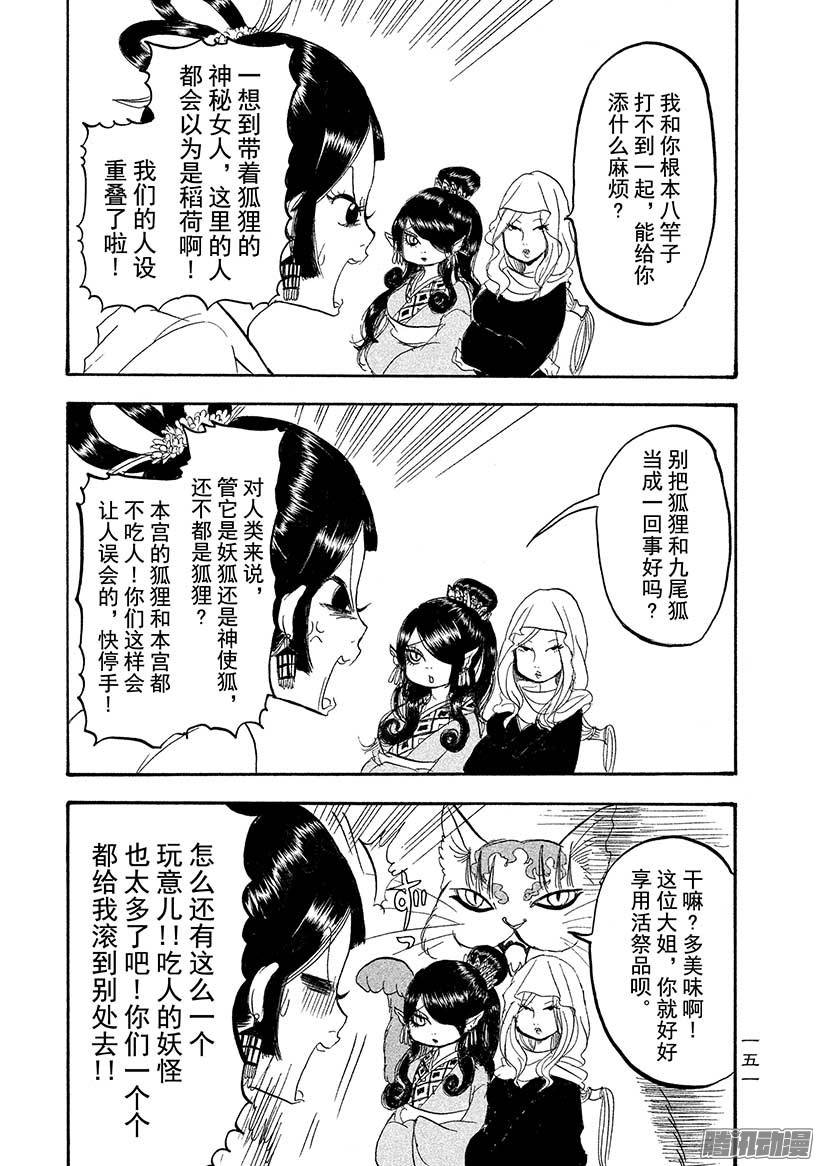 我和你根本八竿子
打不到一起，能给你
添什么麻烦？
一想到带着狐狸的
神秘女人，这里的人
都会以为是稻荷啊！
我们的人设
重叠了啦！
别把狐狸和九尾狐
当成一回事好吗？
对人类来说，
管它是妖狐还是神使狐，
还不都是狐狸？
本宫的狐狸和本宫都
不吃人！你们这样会
让人误会的，快停手！
干嘛？多美味啊！
这位大姐，你就好好
享用活祭品呗。
怎么还有这么一个
玩意儿！！吃人的妖怪
也太多了吧！你们一个个
都给我滚到别处去！！
一五一
腾讯动漫